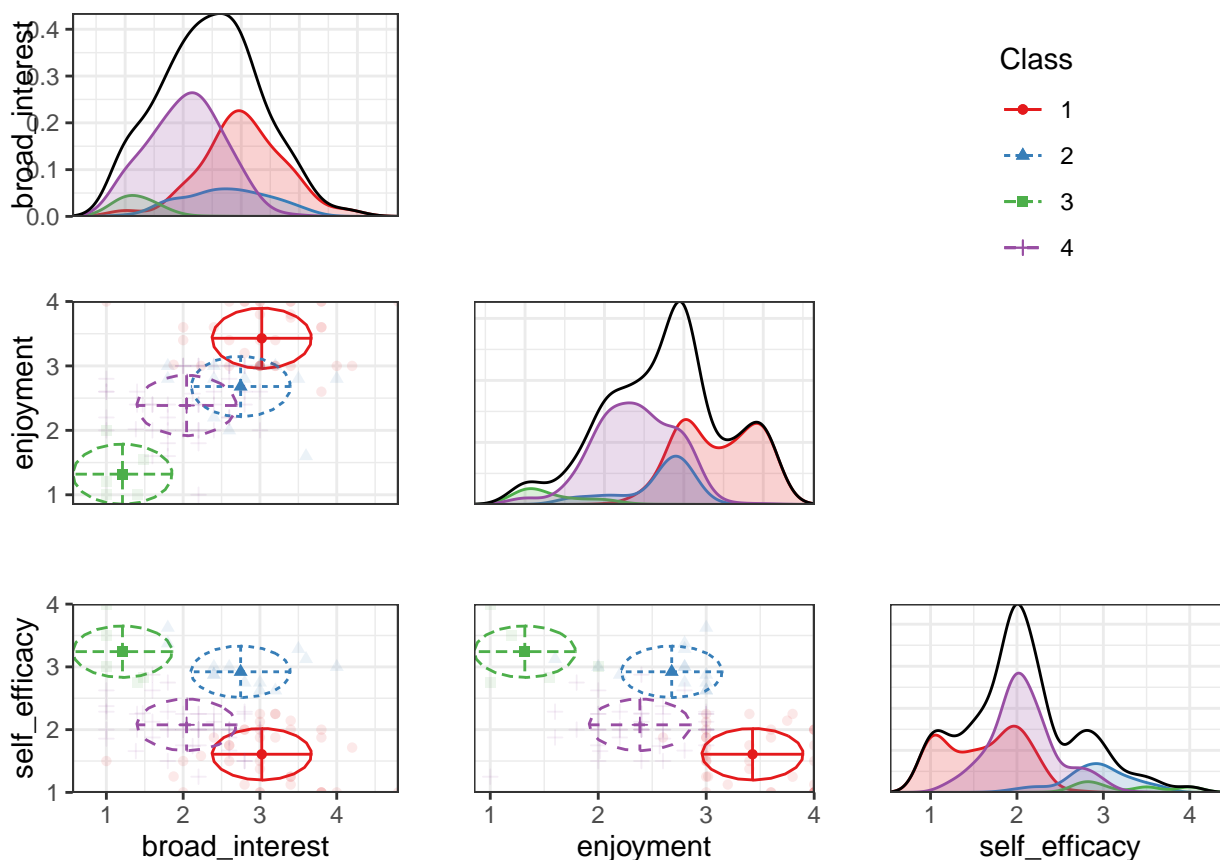 broad_interest
0.4
0.3
0.2
0.1
0.0
Class
1
2
3
4
enjoyment
4
3
2
1
self_efficacy
4
3
2
1
1 2 3 4
1 2 3 4
1 2 3 4
broad_interest enjoyment self_efficacy